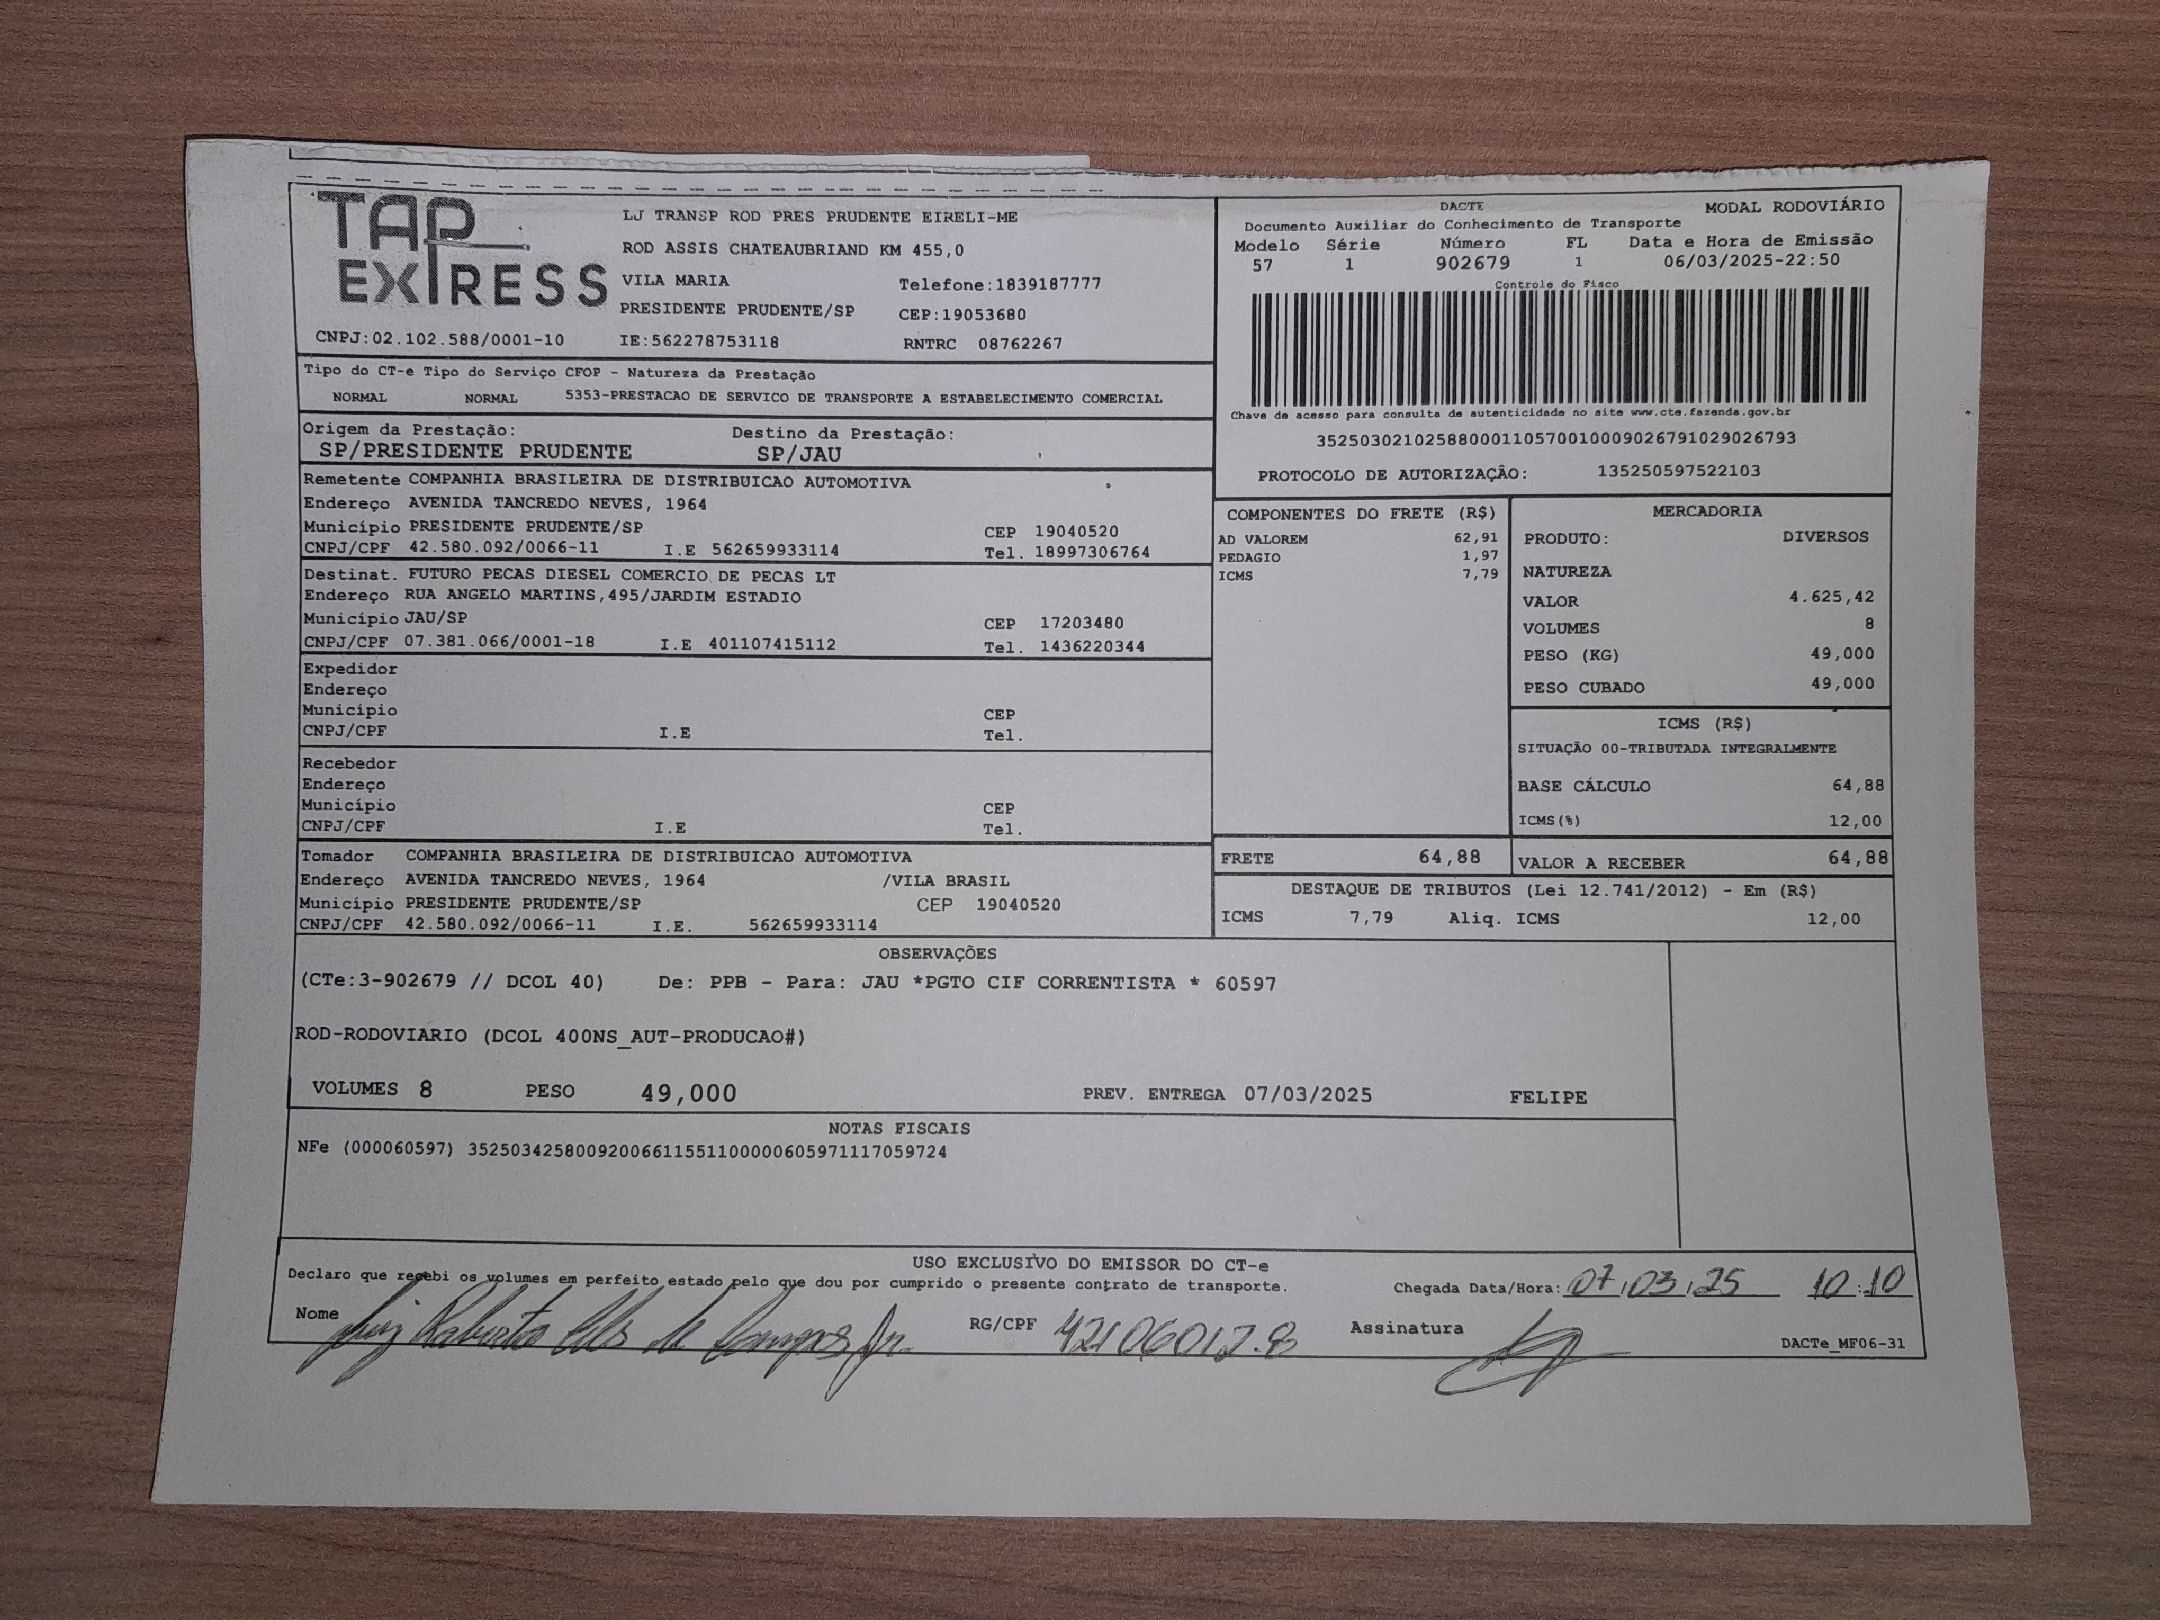 TAP
EXPRESS
LJ TRANSP ROD PRES PRUDENTE EIRELI-ME
ROD ASSIS CHATEAUBRIAND KM 455,0
VILA MARIA Telefone:1839187777
PRESIDENTE PRUDENTE/SP CEP:19053680
CNPJ:02.102.588/0001-10 IE:562278753118 RNTRC 08762267
DACTE MODAL RODOVIÁRIO
Documento Auxiliar do Conhecimento de Transporte
Modelo Série Número FL Data e Hora de Emissão
57 1 902679 1 06/03/2025-22:50
Controle do Fisco
Chave de acesso para consulta de autenticidade no site www.cte.fazenda.gov.br
35250302102588000110570010009026791029026793
PROTOCOLO DE AUTORIZAÇÃO: 135250597522103
Tipo do CT-e Tipo do Serviço CFOP - Natureza da Prestação
NORMAL NORMAL 5353-PRESTACAO DE SERVICO DE TRANSPORTE A ESTABELECIMENTO COMERCIAL
Origem da Prestação: Destino da Prestação:
SP/PRESIDENTE PRUDENTE SP/JAU
Remetente COMPANHIA BRASILEIRA DE DISTRIBUICAO AUTOMOTIVA
Endereço AVENIDA TANCREDO NEVES, 1964
Município PRESIDENTE PRUDENTE/SP CEP 19040520
CNPJ/CPF 42.580.092/0066-11 I.E 562659933114 Tel. 18997306764
Destinat. FUTURO PECAS DIESEL COMERCIO DE PECAS LT
Endereço RUA ANGELO MARTINS,495/JARDIM ESTADIO
Município JAU/SP CEP 17203480
CNPJ/CPF 07.381.066/0001-18 I.E 401107415112 Tel. 1436220344
Expedidor
Endereço
Município CEP
CNPJ/CPF I.E Tel.
Recebedor
Endereço
Município CEP
CNPJ/CPF I.E Tel.
Tomador COMPANHIA BRASILEIRA DE DISTRIBUICAO AUTOMOTIVA
Endereço AVENIDA TANCREDO NEVES, 1964 /VILA BRASIL
Município PRESIDENTE PRUDENTE/SP CEP 19040520
CNPJ/CPF 42.580.092/0066-11 I.E. 562659933114
COMPONENTES DO FRETE (R$)
AD VALOREM 62,91
PEDAGIO 1,97
ICMS 7,79
MERCADORIA
PRODUTO: DIVERSOS
NATUREZA
VALOR 4.625,42
VOLUMES 8
PESO (KG) 49,000
PESO CUBADO 49,000
ICMS (R$)
SITUAÇÃO 00-TRIBUTADA INTEGRALMENTE
BASE CÁLCULO 64,88
ICMS(%) 12,00
FRETE 64,88 VALOR A RECEBER 64,88
DESTAQUE DE TRIBUTOS (Lei 12.741/2012) - Em (R$)
ICMS 7,79 Aliq. ICMS 12,00
OBSERVAÇÕES
(CTe:3-902679 // DCOL 40) De: PPB - Para: JAU *PGTO CIF CORRENTISTA * 60597
ROD-RODOVIARIO (DCOL 400NS_AUT-PRODUCAO#)
VOLUMES 8 PESO 49,000 PREV. ENTREGA 07/03/2025 FELIPE
NOTAS FISCAIS
NFe (000060597) 35250342580092006611551100000605971117059724
USO EXCLUSIVO DO EMISSOR DO CT-e
Declaro que recebi os volumes em perfeito estado pelo que dou por cumprido o presente contrato de transporte. Chegada Data/Hora: 07,03,25 10:10
Nome Luiz Roberto de Campos Jr. RG/CPF 42106017.8 Assinatura
DACTe_MF06-31